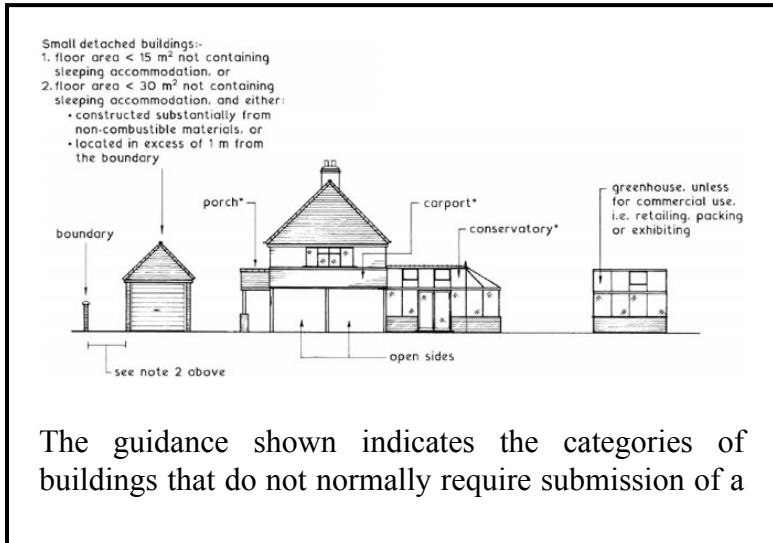 Small detached buildings:-
1. floor area < 15 m² not containing
sleeping accommodation, or
2. floor area < 30 m² not containing
sleeping accommodation, and either:
• constructed substantially from
non-combustible materials, or
• located in excess of 1 m from
the boundary
porch*
carport*
conservatory*
greenhouse, unless
for commercial use,
i.e. retailing, packing
or exhibiting
boundary
open sides
see note 2 above
The guidance shown indicates the categories of
buildings that do not normally require submission of a